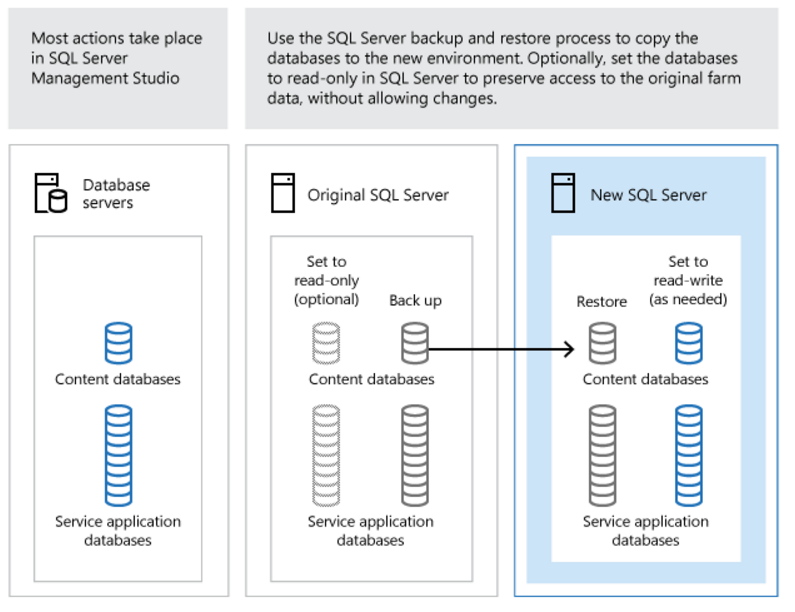 Most actions take place
in SQL Server
Management Studio
Use the SQL Server backup and restore process to copy the
databases to the new environment. Optionally, set the databases
to read-only in SQL Server to preserve access to the original farm
data, without allowing changes.
Database
servers
Content databases
Service application
databases
Original SQL Server
Set to
read-only
(optional)
Back up
Content databases
Service application
databases
New SQL Server
Restore
Set to
read-write
(as needed)
Content databases
Service application
databases